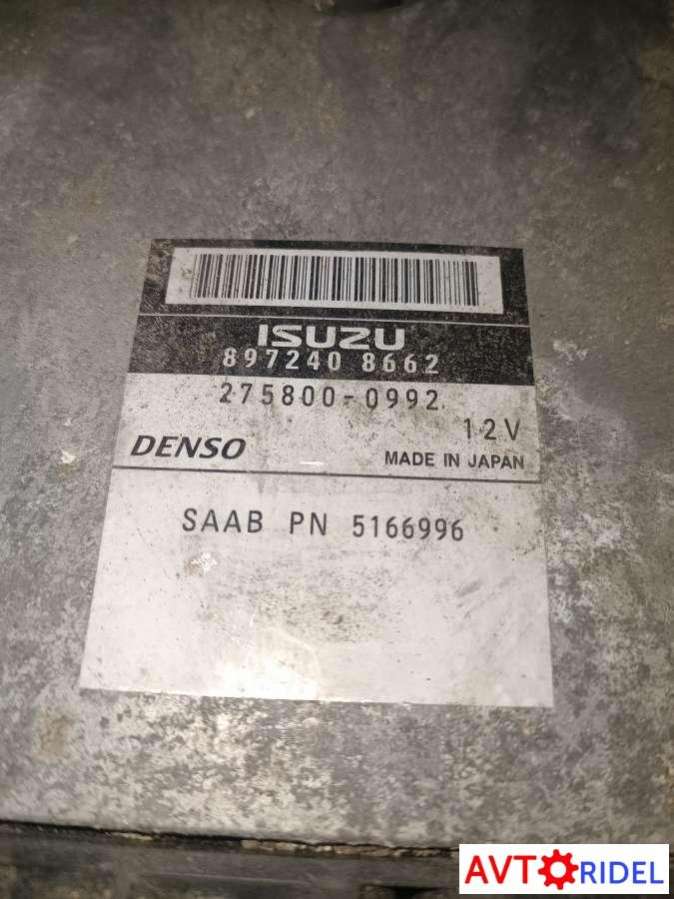 ISUZU
897240 8662
275800-0992
12V
DENSO
MADE IN JAPAN
SAAB PN 5166996
AVTORIDEL